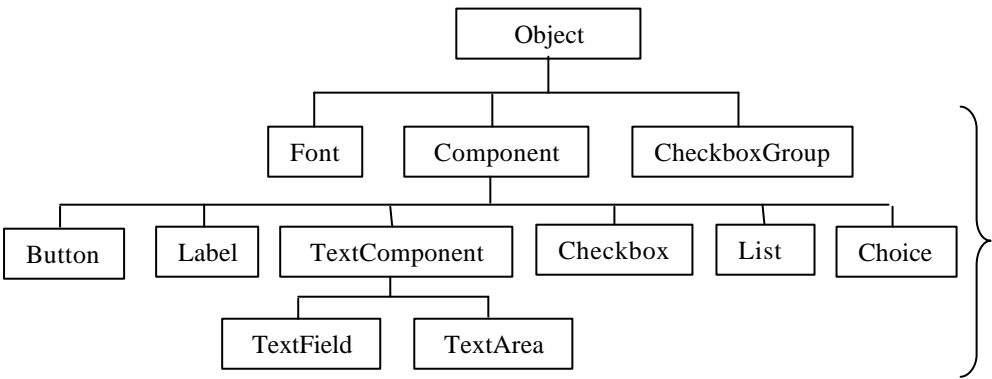 Object
Font
Component
CheckboxGroup
Button
Label
TextComponent
Checkbox
List
Choice
TextField
TextArea